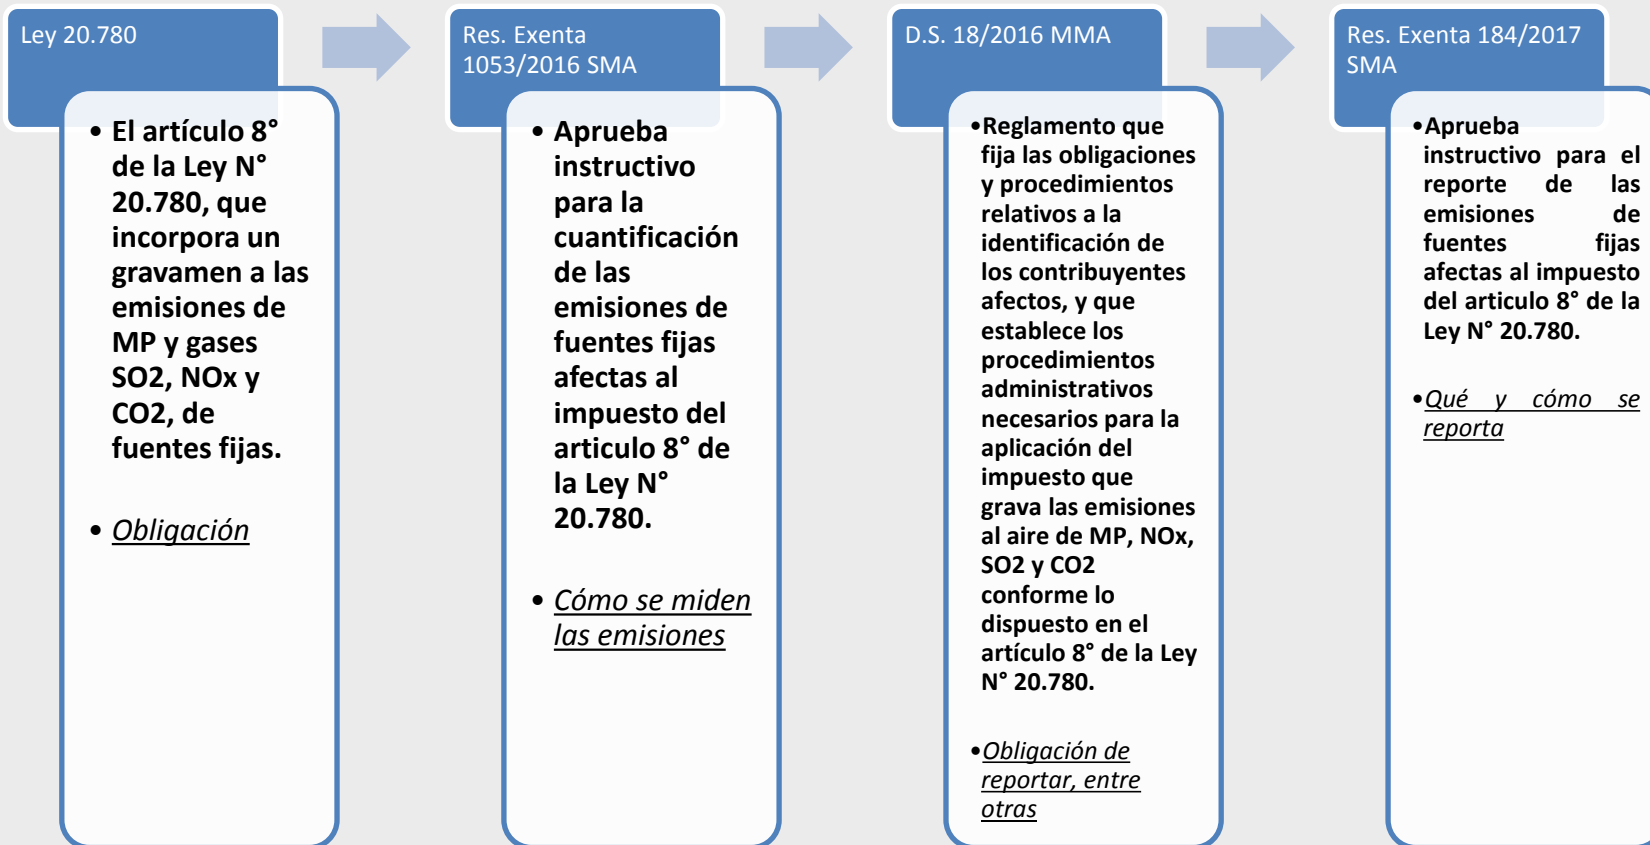 Ley 20.780
• El artículo 8°
de la Ley N°
20.780, que
incorpora un
gravamen a las
emisiones de
MP y gases
SO2, NOx y
CO2, de
fuentes fijas.
• Obligación
Res. Exenta
1053/2016 SMA
• Aprueba
instructivo
para la
cuantificación
de las
emisiones de
fuentes fijas
afectas al
impuesto del
articulo 8° de
la Ley N°
20.780.
• Cómo se miden
las emisiones
D.S. 18/2016 MMA
•Reglamento que
fija las obligaciones
y procedimientos
relativos a la
identificación de
los contribuyentes
afectos, y que
establece los
procedimientos
administrativos
necesarios para la
aplicación del
impuesto que
grava las emisiones
al aire de MP, NOx,
SO2 y CO2
conforme lo
dispuesto en el
artículo 8° de la Ley
N° 20.780.
•Obligación de
reportar, entre
otras
Res. Exenta 184/2017
SMA
•Aprueba
instructivo para el
reporte de las
emisiones de
fuentes fijas
afectas al impuesto
del articulo 8° de la
Ley N° 20.780.
•Qué y cómo se
reporta